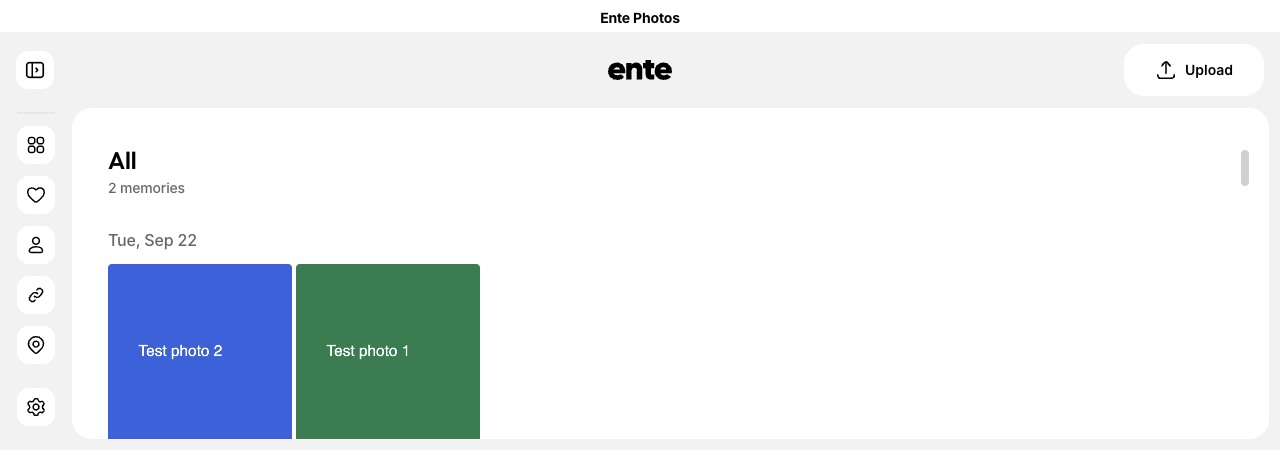 Ente Photos
ente
Upload
All
2 memories
Tue, Sep 22
Test photo 2
Test photo 1